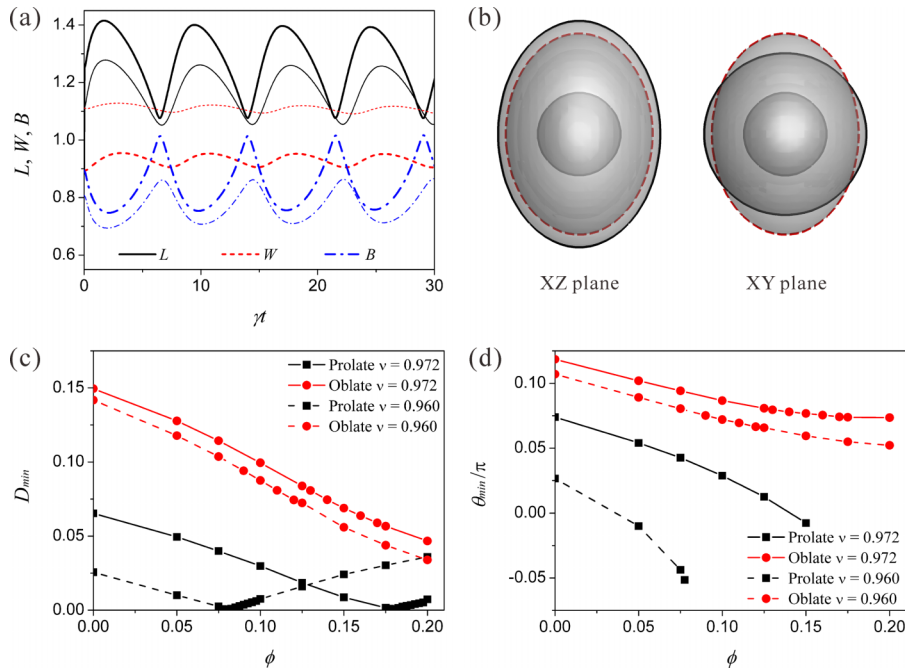 (a)
1.4
1.2
1.0
0.8
0.6
L, W, B
L W B
0 10 20 30
γt
(b)
XZ plane XY plane
(c)
0.15
0.10
0.05
0.00
D_min
Prolate ν = 0.972
Oblate ν = 0.972
Prolate ν = 0.960
Oblate ν = 0.960
0.00 0.05 0.10 0.15 0.20
ϕ
(d)
0.10
0.05
0.00
-0.05
θ_min/π
Prolate ν = 0.972
Oblate ν = 0.972
Prolate ν = 0.960
Oblate ν = 0.960
0.00 0.05 0.10 0.15 0.20
ϕ